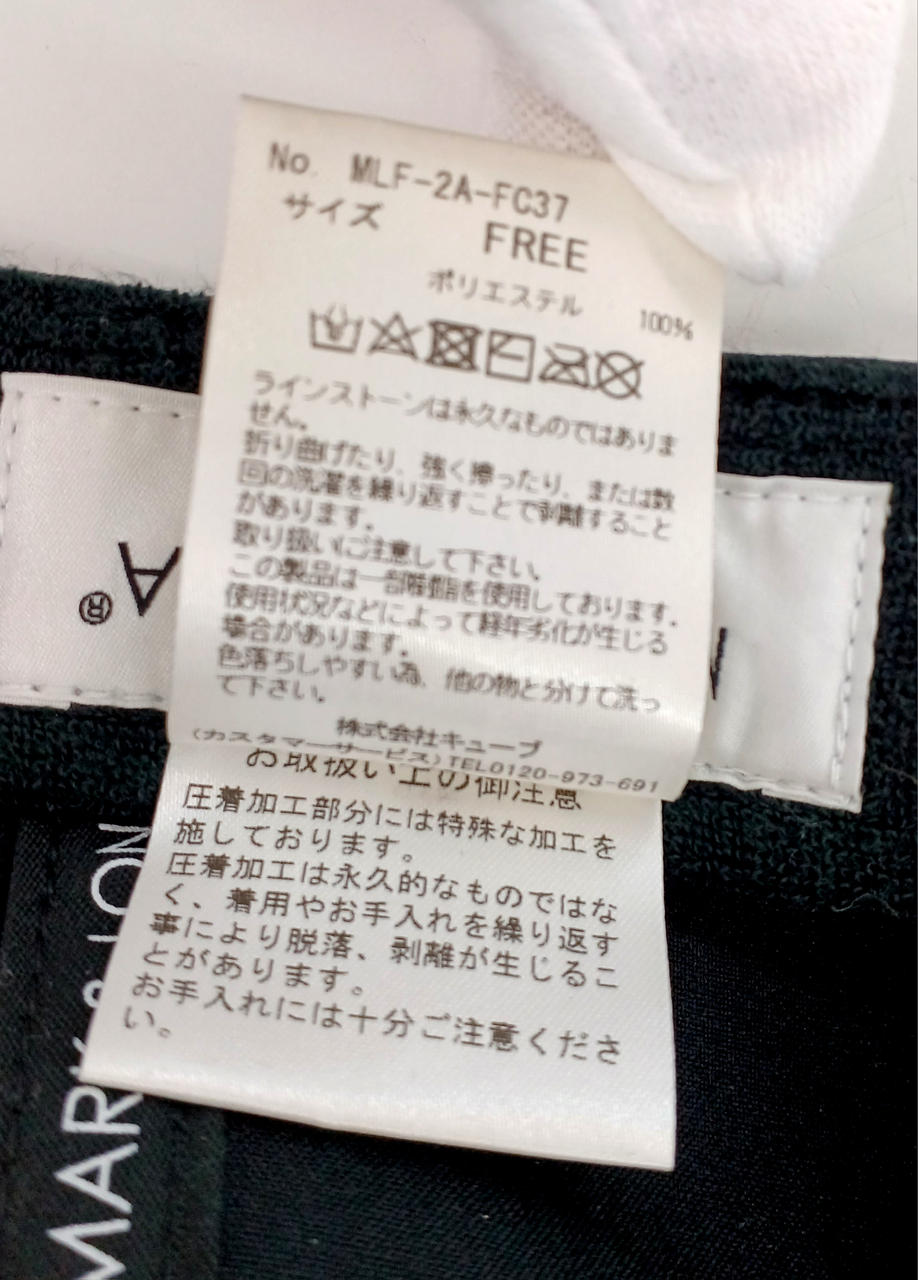 No. MLF-2A-FC37
サイズ FREE
ポリエステル 100%
ラインストーンは永久なものではありま
せん。
折り曲げたり、強く擦ったり、または数
回の洗濯を繰り返すことで剥離すること
があります。
取り扱いにご注意して下さい。
この製品は一部樹脂を使用しております。
使用状況などによって経年劣化が生じる
場合があります。
色落ちしやすい為、他の物と分けて洗っ
て下さい。
株式会社キューブ
(カスタマーサービス)TEL0120-973-691
お取扱い上の御注意
圧着加工部分には特殊な加工を
施しております。
圧着加工は永久的なものではな
く、着用やお手入れを繰り返す
事により脱落、剥離が生じるこ
とがあります。
お手入れには十分ご注意くださ
い。
A®
MARK & LON